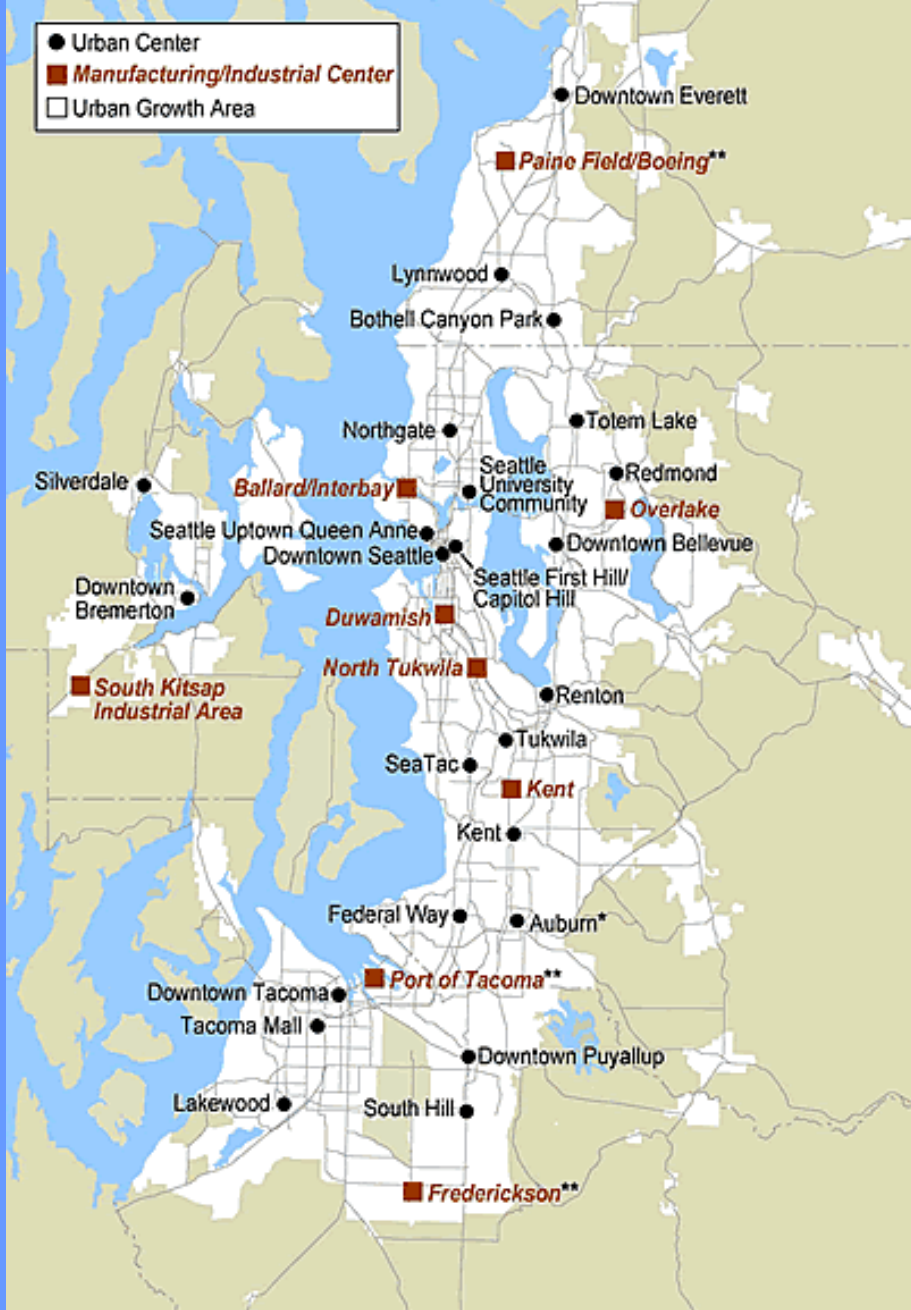 Urban Center
Manufacturing/Industrial Center
Urban Growth Area
Downtown Everett
Paine Field/Boeing**
Lynnwood
Bothell Canyon Park
Totem Lake
Northgate
Redmond
Seattle
University
Community
Silverdale
Ballard/Interbay
Overlake
Seattle Uptown Queen Anne
Downtown Seattle
Downtown Bellevue
Seattle First Hill/
Capitol Hill
Downtown
Bremerton
Duwamish
North Tukwila
South Kitsap
Industrial Area
Renton
Tukwila
SeaTac
Kent
Kent
Federal Way
Auburn*
Port of Tacoma**
Downtown Tacoma
Tacoma Mall
Downtown Puyallup
Lakewood
South Hill
Frederickson**